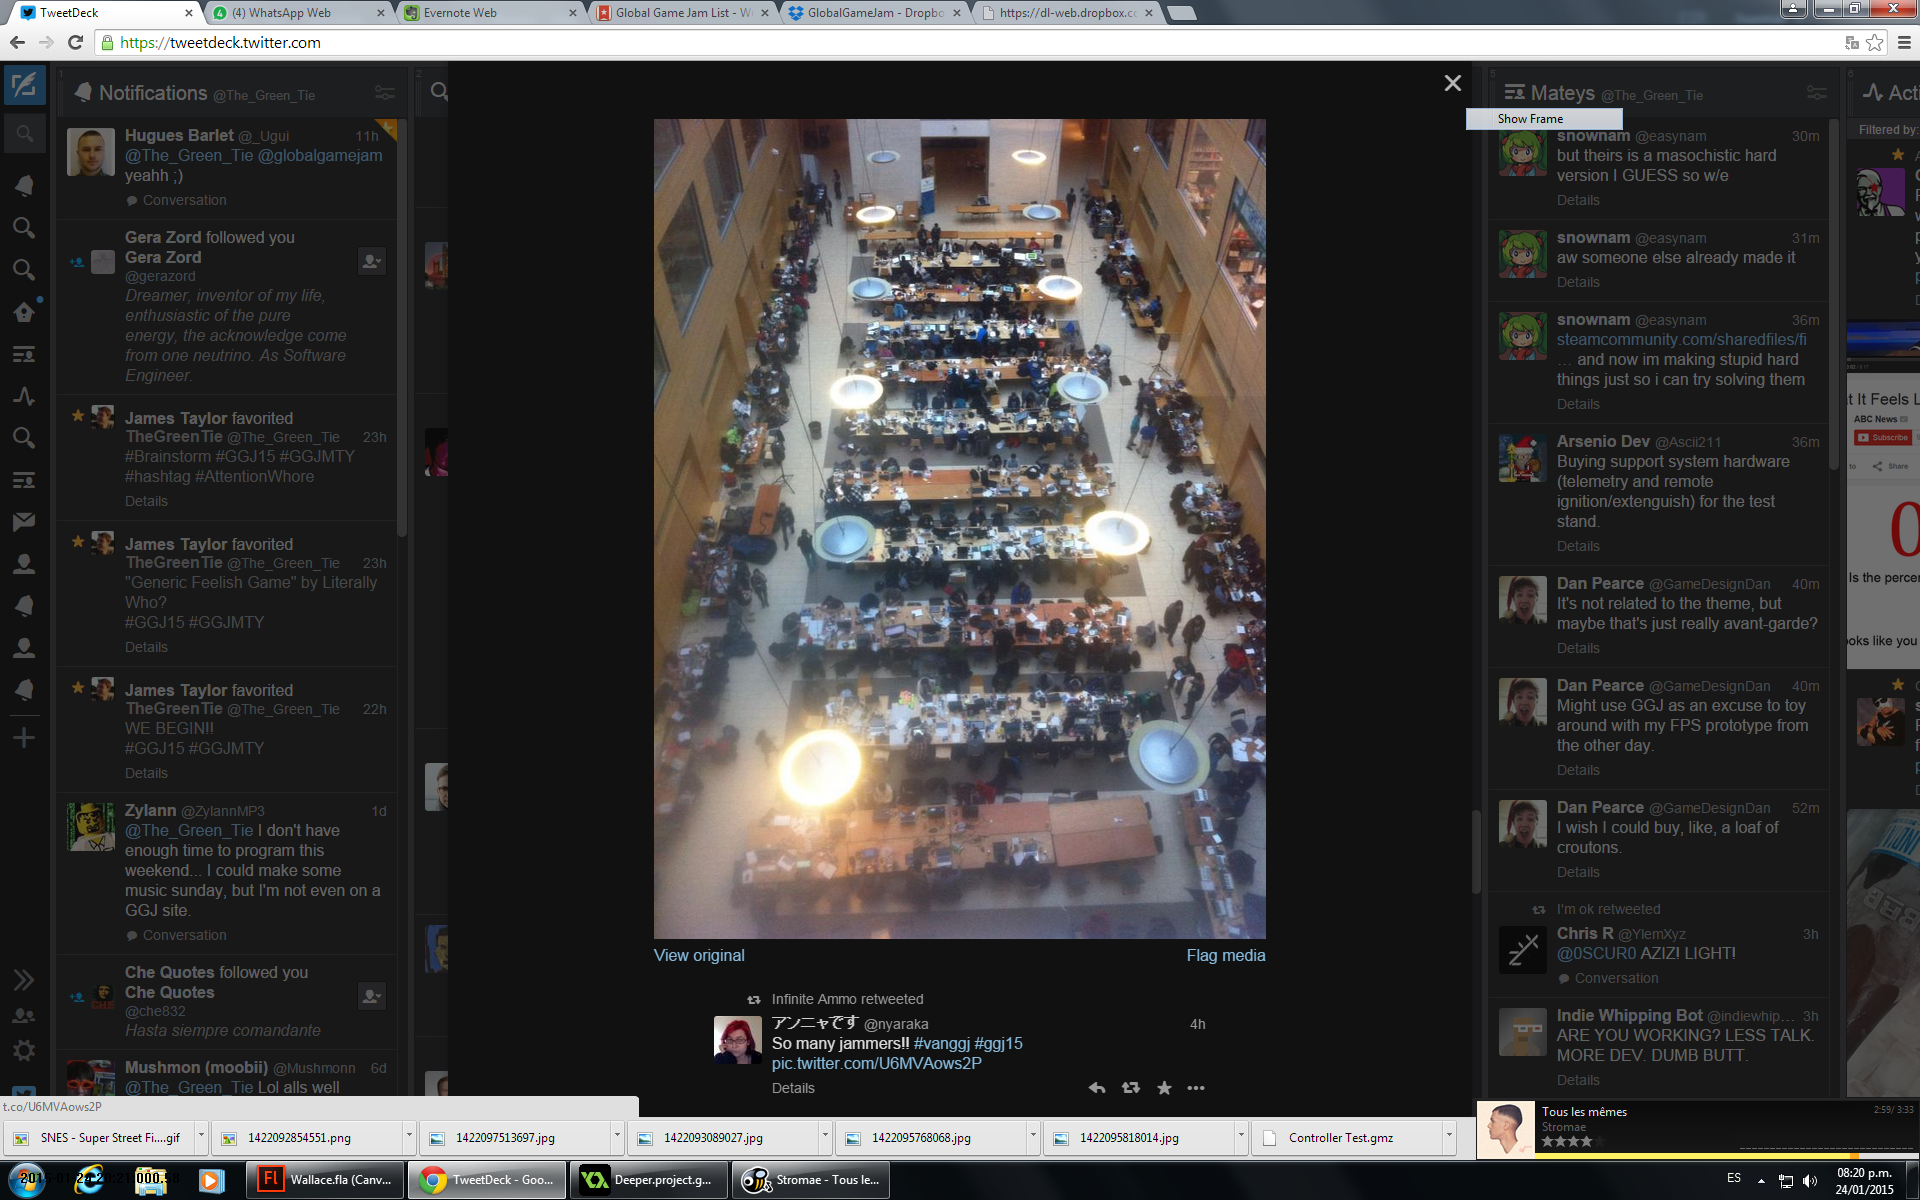 TweetDeck
(4) WhatsApp Web
Evernote Web
Global Game Jam List - W
GlobalGameJam - Dropbo
https://dl-web.dropbox.c
https://tweetdeck.twitter.com
1
Notifications @The_Green_Tie
Hugues Barlet @_Ugui 11h
@The_Green_Tie @globalgamejam
yeahh ;)
Conversation
Gera Zord followed you
Gera Zord
@gerazord
Dreamer, inventor of my life,
enthusiastic of the pure
energy, the acknowledge come
from one neutrino. As Software
Engineer.
James Taylor favorited
TheGreenTie @The_Green_Tie 23h
#Brainstorm #GGJ15 #GGJMTY
#hashtag #AttentionWhore
Details
James Taylor favorited
TheGreenTie @The_Green_Tie 23h
"Generic Feelish Game" by Literally
Who?
#GGJ15 #GGJMTY
Details
James Taylor favorited
TheGreenTie @The_Green_Tie 22h
WE BEGIN!!
#GGJ15 #GGJMTY
Details
Zylann @ZylannMP3 1d
@The_Green_Tie I don't have
enough time to program this
weekend... I could make some
music sunday, but I'm not even on a
GGJ site.
Conversation
Che Quotes followed you
Che Quotes
@che832
Hasta siempre comandante
Mushmon (moobii) @Mushmonn 6d
@The_Green_Tie Lol alls well
t.co/U6MVAows2P
2
View original
Flag media
Infinite Ammo retweeted
アンニャです @nyaraka 4h
So many jammers!! #vanggj #ggj15
pic.twitter.com/U6MVAows2P
Details
5
Mateys @The_Green_Tie
Show Frame
snownam @easynam 30m
but theirs is a masochistic hard
version I GUESS so w/e
Details
snownam @easynam 31m
aw someone else already made it
Details
snownam @easynam 36m
steamcommunity.com/sharedfiles/fi
… and now im making stupid hard
things just so i can try solving them
Details
Arsenio Dev @Ascii211 36m
Buying support system hardware
(telemetry and remote
ignition/extenguish) for the test
stand.
Details
Dan Pearce @GameDesignDan 40m
It's not related to the theme, but
maybe that's just really avant-garde?
Details
Dan Pearce @GameDesignDan 40m
Might use GGJ as an excuse to toy
around with my FPS prototype from
the other day.
Details
Dan Pearce @GameDesignDan 52m
I wish I could buy, like, a loaf of
croutons.
Details
I'm ok retweeted
Chris R @YlemXyz 3h
@0SCUR0 AZIZ! LIGHT!
Conversation
Indie Whipping Bot @indiewhip... 3h
ARE YOU WORKING? LESS TALK.
MORE DEV. DUMB BUTT.
Details
6
Acti
Filtered by:
t It Feels L
ABC News
Subscribe
to Share
0
Is the percen
oks like you
Tous les mêmes 2:59/ 3:33
Stromae
SNES - Super Street Fi....gif
1422092854551.png
1422097513697.jpg
1422093089027.jpg
1422095768068.jpg
1422095818014.jpg
Controller Test.gmz
Wallace.fla (Canv...
TweetDeck - Goo...
Deeper.project.g...
Stromae - Tous le...
ES
08:20 p.m.
24/01/2015